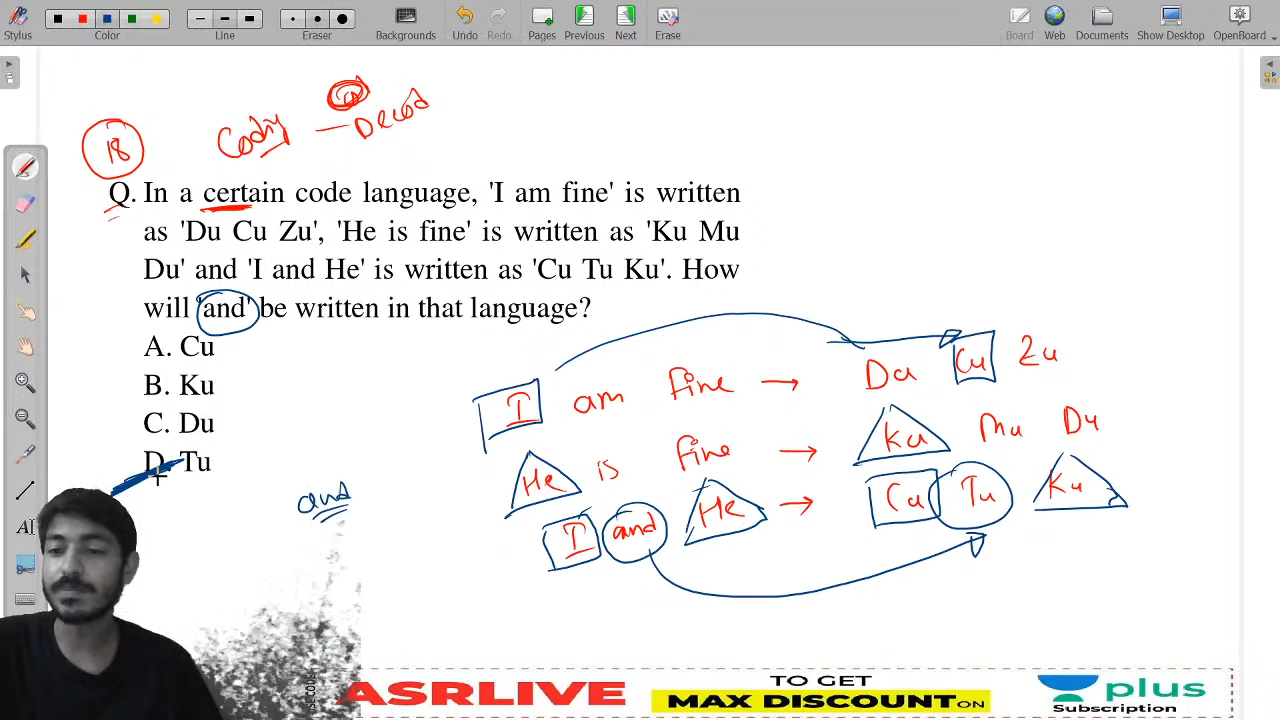 Stylus
Color
Line
Eraser
Backgrounds
Undo
Redo
Pages
Previous
Next
Erase
Board
Web
Documents
Show Desktop
OpenBoard
18
Q. In a certain code language, 'I am fine' is written
as 'Du Cu Zu', 'He is fine' is written as 'Ku Mu
Du' and 'I and He' is written as 'Cu Tu Ku'. How
will 'and' be written in that language?
A. Cu
B. Ku
C. Du
D. Tu
I am fine → Du Cu Zu
He is fine → Ku Mu Du
I and He → Cu Tu Ku
and
ASRLIVE
TO GET
MAX DISCOUNT ON
plus
Subscription